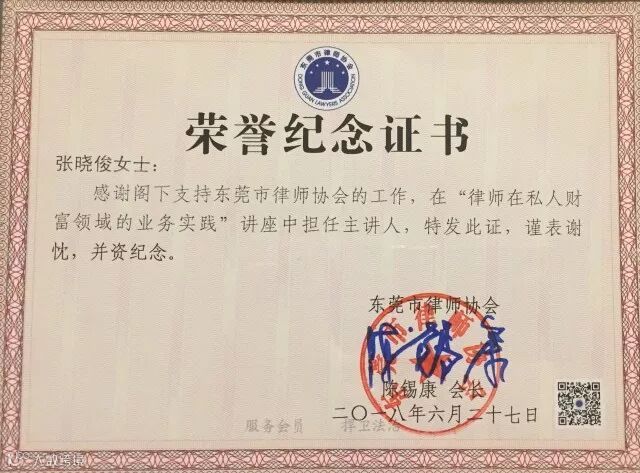 东莞市律师协会
DONG GUAN LAWYERS ASSOCIATION
荣誉纪念证书
张晓俊女士:
感谢阁下支持东莞市律师协会的工作，在“律师在私人财
富领域的业务实践”讲座中担任主讲人，特发此证，谨表谢
忱，并资纪念。
东莞市律师协会
陈锡康 会长
二〇一八年六月二十七日
服务会员 捍卫法治